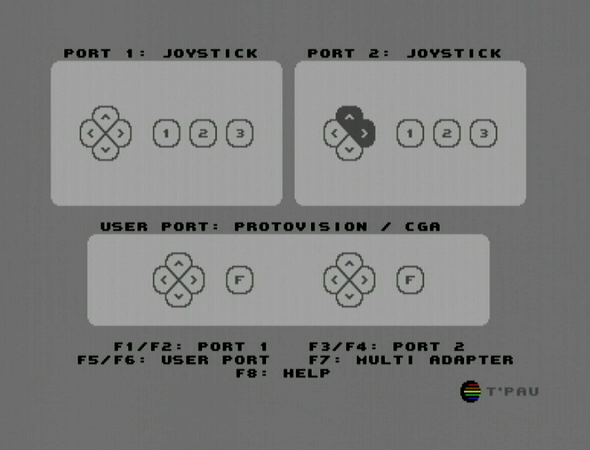 PORT 1: JOYSTICK
PORT 2: JOYSTICK
1 2 3
1 2 3
USER PORT: PROTOVISION / CGA
F
F
F1/F2: PORT 1 F3/F4: PORT 2
F5/F6: USER PORT F7: MULTI ADAPTER
F8: HELP
T'PAU